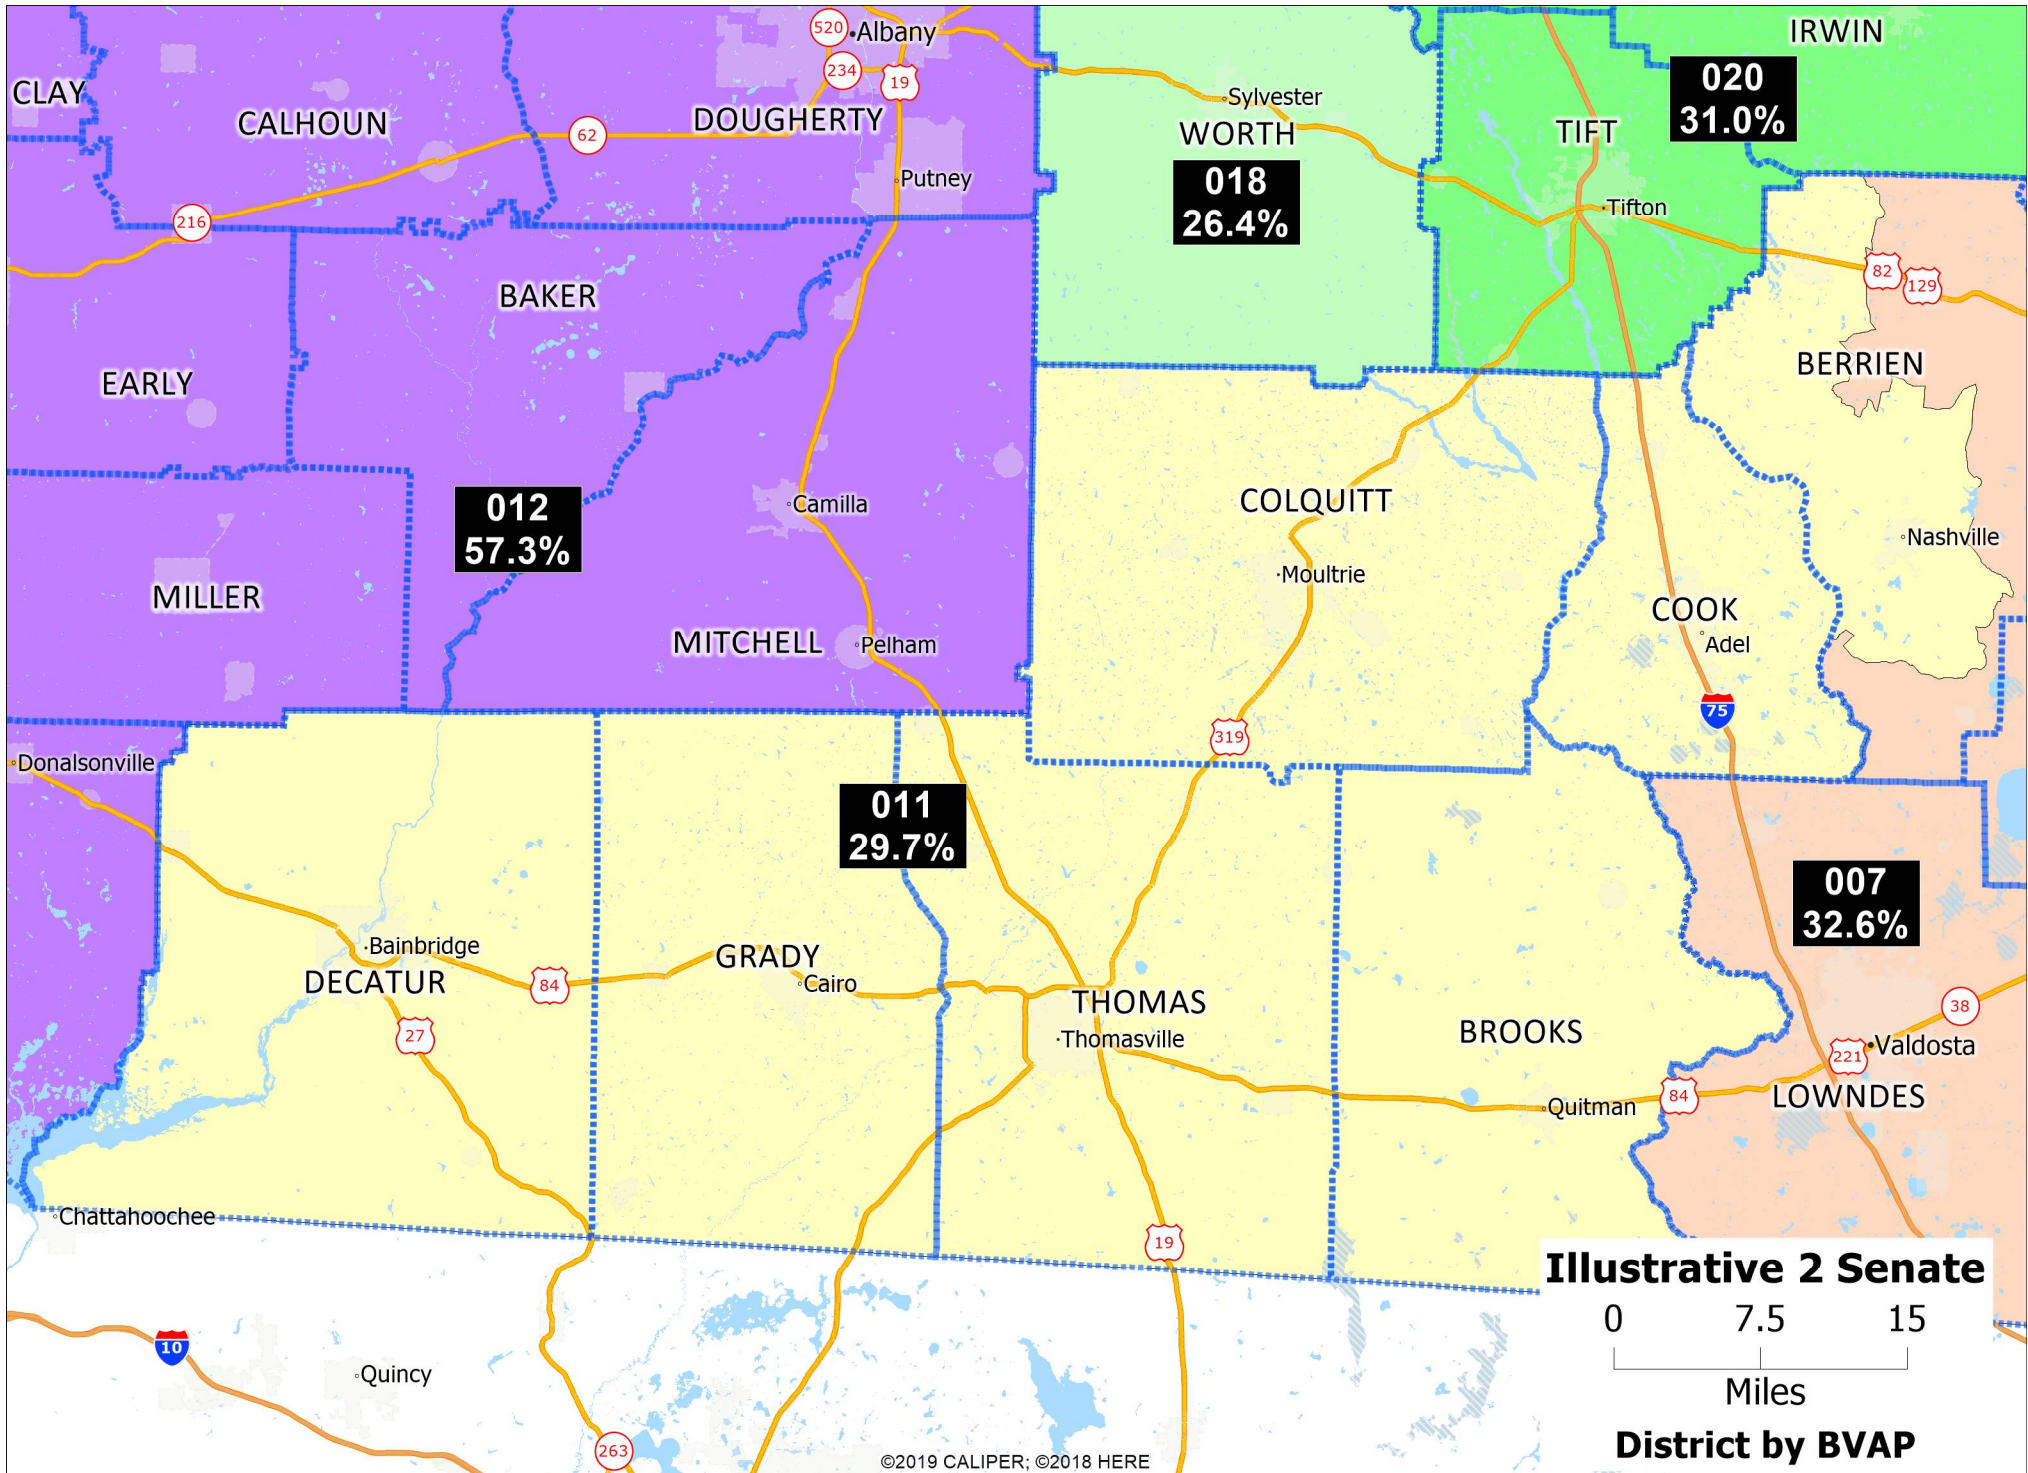 520
Albany
IRWIN
CLAY
234
19
020
31.0%
Sylvester
CALHOUN
62
DOUGHERTY
WORTH
TIFT
018
26.4%
Putney
216
Tifton
82
129
BAKER
BERRIEN
EARLY
012
57.3%
Camilla
COLQUITT
Nashville
Moultrie
MILLER
COOK
Adel
MITCHELL
Pelham
75
319
Donalsonville
011
29.7%
007
32.6%
Bainbridge
DECATUR
84
GRADY
Cairo
THOMAS
Thomasville
27
BROOKS
38
221
Valdosta
84
LOWNDES
Quitman
Chattahoochee
19
Illustrative 2 Senate
0 7.5 15
Miles
District by BVAP
10
Quincy
263
©2019 CALIPER; ©2018 HERE